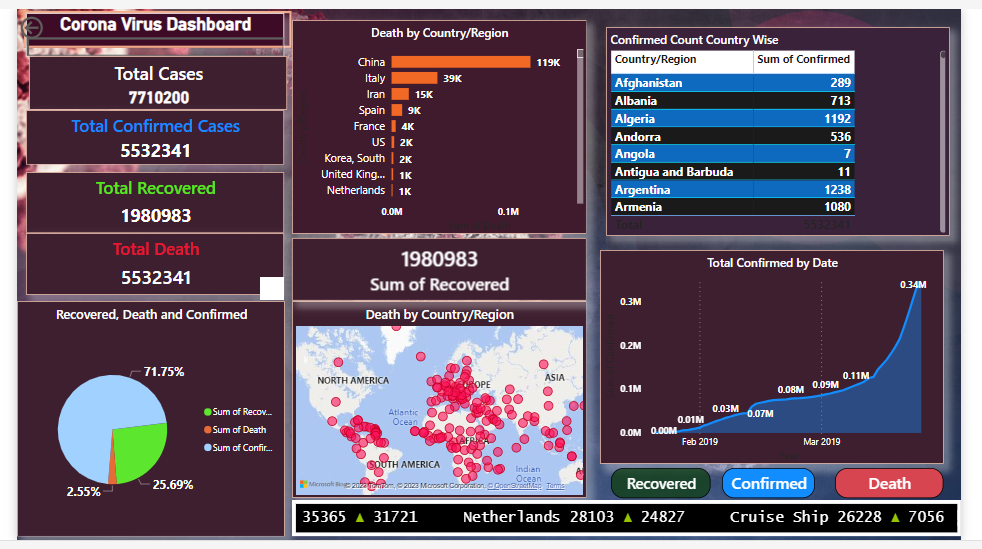 Corona Virus Dashboard
Total Cases
7710200
Total Confirmed Cases
5532341
Total Recovered
1980983
Total Death
5532341
Recovered, Death and Confirmed
71.75%
25.69%
2.55%
Sum of Recov...
Sum of Death
Sum of Confir...
Death by Country/Region
China 119K
Italy 39K
Iran 15K
Spain 9K
France 4K
US 2K
Korea, South 2K
United King... 1K
Netherlands 1K
0.0M 0.1M
1980983
Sum of Recovered
Death by Country/Region
NORTH AMERICA
ASIA
Atlantic
Ocean
SOUTH AMERICA
Indian
Ocean
© 2023 Microsoft Corporation, © OpenStreetMap Terms
Confirmed Count Country Wise
Country/Region Sum of Confirmed
Afghanistan 289
Albania 713
Algeria 1192
Andorra 536
Angola 7
Antigua and Barbuda 11
Argentina 1238
Armenia 1080
Total 5532341
Total Confirmed by Date
0.3M
0.2M
0.1M
0.0M
0.00M
0.01M
0.03M
0.07M
0.08M
0.09M
0.11M
0.34M
Feb 2019 Mar 2019
Recovered Confirmed Death
35365 ▲ 31721 Netherlands 28103 ▲ 24827 Cruise Ship 26228 ▲ 7056